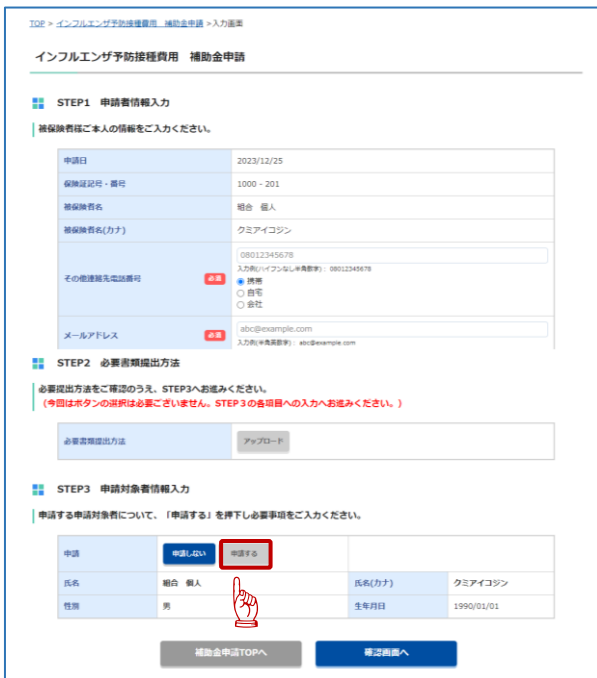 TOP > インフルエンザ予防接種費用　補助金申請 >入力画面
インフルエンザ予防接種費用　補助金申請
STEP1　申請者情報入力
被保険者様ご本人の情報をご入力ください。
申請日 2023/12/25
保険証記号・番号 1000 - 201
被保険者名 組合　個人
被保険者名(カナ) クミアイコジン
08012345678
入力例(ハイフンなし半角数字)： 08012345678
その他連絡先電話番号 必須 携帯
自宅
会社
メールアドレス 必須 abc@example.com
入力例(半角英数字)： abc@example.com
STEP2　必要書類提出方法
必要提出方法をご確認のうえ、STEP3へお進みください。
(今回はボタンの選択は必要ございません。STEP３の各項目への入力へお進みください。)
必要書類提出方法 アップロード
STEP3　申請対象者情報入力
申請する申請対象者について、「申請する」を押下し必要事項をご入力ください。
申請 申請しない 申請する
氏名 組合　個人 氏名(カナ) クミアイコジン
性別 男 生年月日 1990/01/01
補助金申請TOPへ 確認画面へ